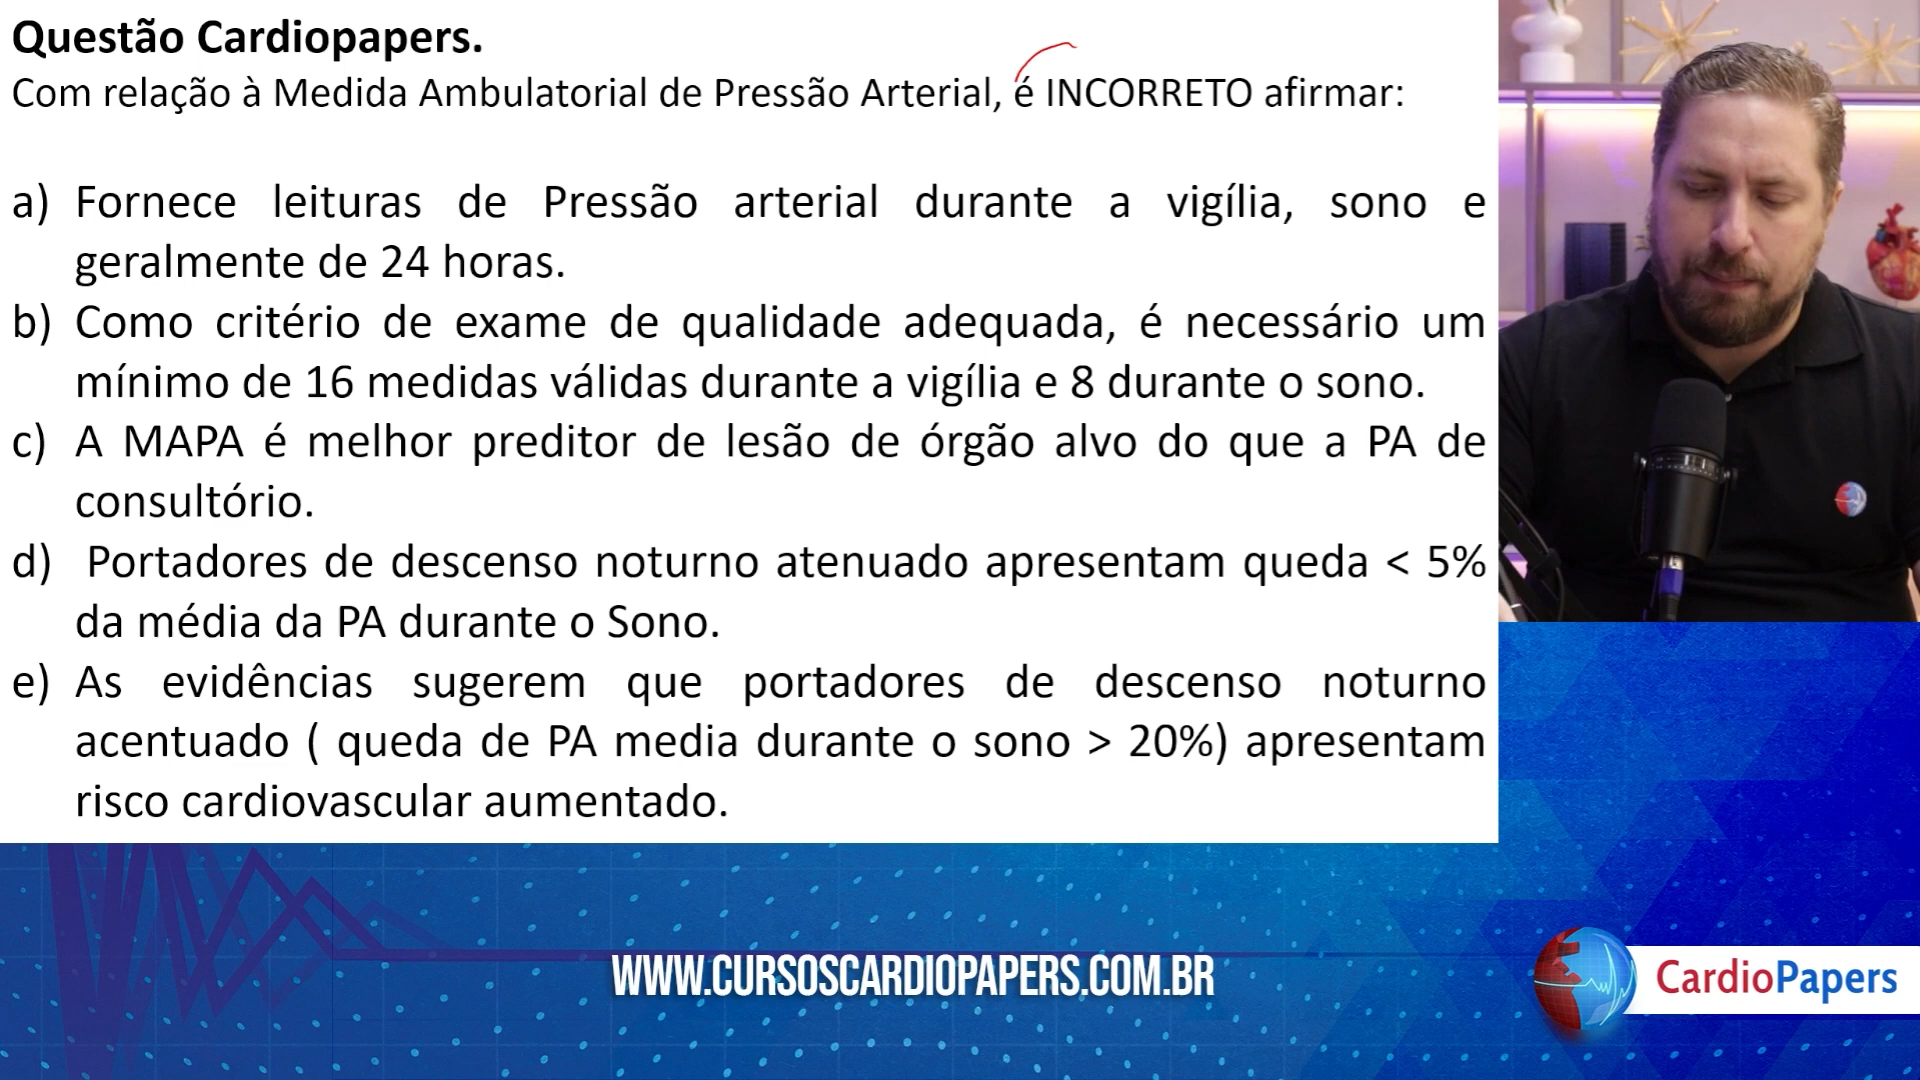 Questão Cardiopapers.
Com relação à Medida Ambulatorial de Pressão Arterial, é INCORRETO afirmar:
a) Fornece leituras de Pressão arterial durante a vigília, sono e
geralmente de 24 horas.
b) Como critério de exame de qualidade adequada, é necessário um
mínimo de 16 medidas válidas durante a vigília e 8 durante o sono.
c) A MAPA é melhor preditor de lesão de órgão alvo do que a PA de
consultório.
d) Portadores de descenso noturno atenuado apresentam queda < 5%
da média da PA durante o Sono.
e) As evidências sugerem que portadores de descenso noturno
acentuado ( queda de PA media durante o sono > 20%) apresentam
risco cardiovascular aumentado.
WWW.CURSOSCARDIOPAPERS.COM.BR
CardioPapers